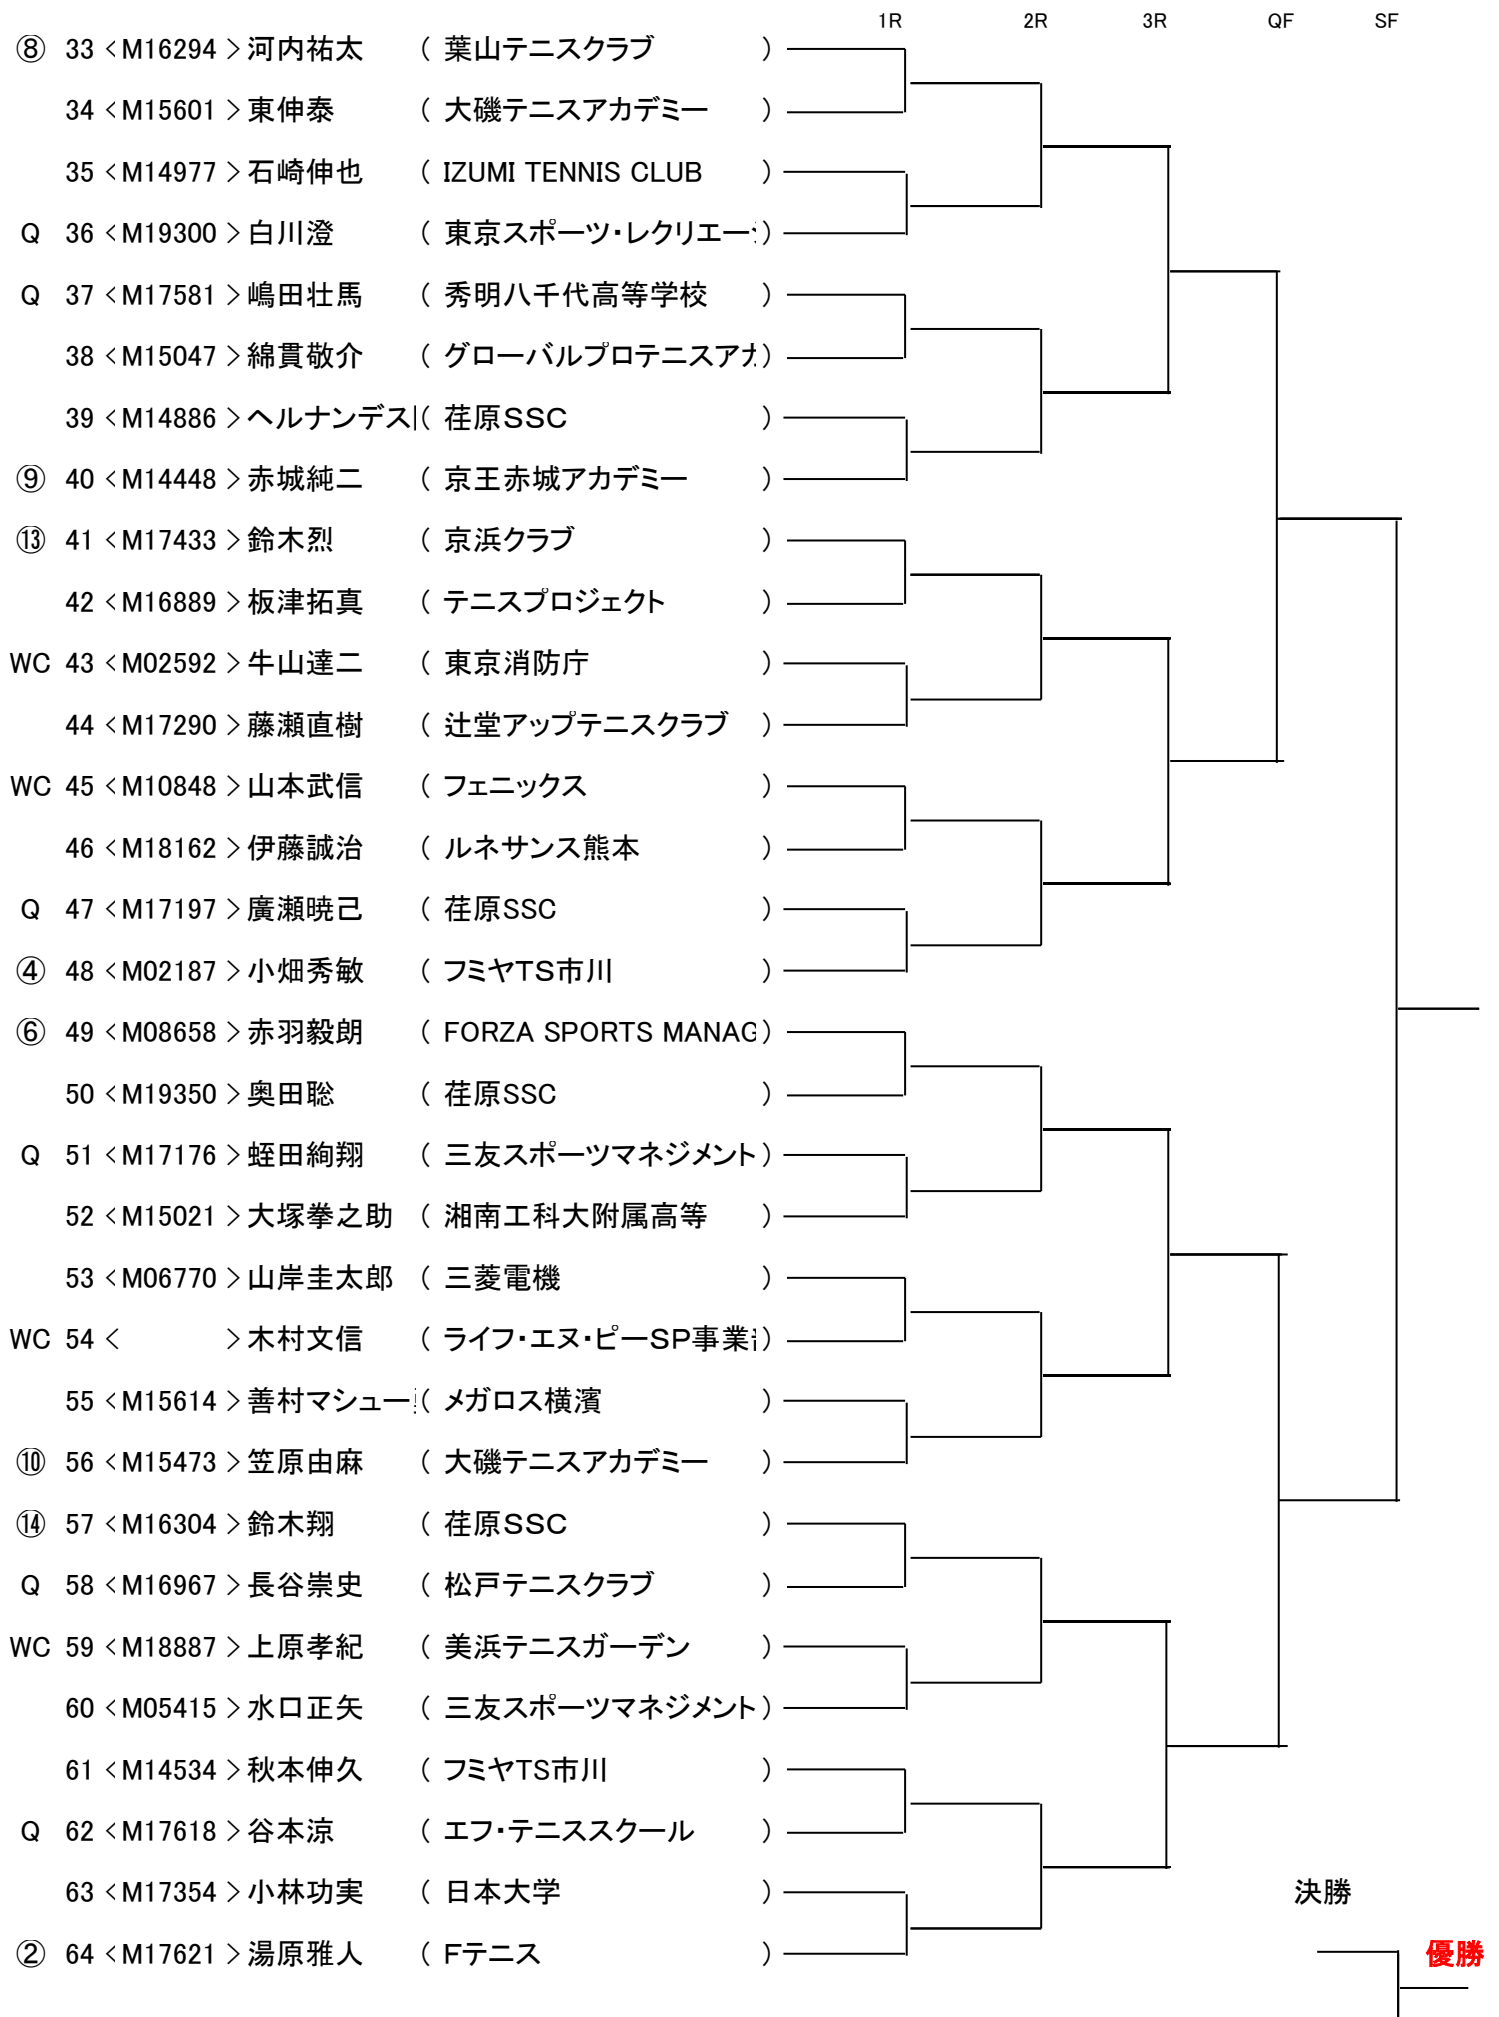 1R 2R 3R QF SF
⑧ 33 <M16294 > 河内祐太 ( 葉山テニスクラブ )
34 <M15601 > 東伸泰 ( 大磯テニスアカデミー )
35 <M14977 > 石崎伸也 ( IZUMI TENNIS CLUB )
Q 36 <M19300 > 白川澄 ( 東京スポーツ・レクリエー )
Q 37 <M17581 > 嶋田壮馬 ( 秀明八千代高等学校 )
38 <M15047 > 綿貫敬介 ( グローバルプロテニスアカ )
39 <M14886 > ヘルナンデス ( 荏原SSC )
⑨ 40 <M14448 > 赤城純二 ( 京王赤城アカデミー )
⑬ 41 <M17433 > 鈴木烈 ( 京浜クラブ )
42 <M16889 > 板津拓真 ( テニスプロジェクト )
WC 43 <M02592 > 牛山達二 ( 東京消防庁 )
44 <M17290 > 藤瀬直樹 ( 辻堂アップテニスクラブ )
WC 45 <M10848 > 山本武信 ( フェニックス )
46 <M18162 > 伊藤誠治 ( ルネサンス熊本 )
Q 47 <M17197 > 廣瀬暁己 ( 荏原SSC )
④ 48 <M02187 > 小畑秀敏 ( フミヤTS市川 )
⑥ 49 <M08658 > 赤羽毅朗 ( FORZA SPORTS MANAG )
50 <M19350 > 奥田聡 ( 荏原SSC )
Q 51 <M17176 > 蛭田絢翔 ( 三友スポーツマネジメント )
52 <M15021 > 大塚拳之助 ( 湘南工科大附属高等 )
53 <M06770 > 山岸圭太郎 ( 三菱電機 )
WC 54 < > 木村文信 ( ライフ・エヌ・ピーSP事業 )
55 <M15614 > 善村マシュー ( メガロス横濱 )
⑩ 56 <M15473 > 笠原由麻 ( 大磯テニスアカデミー )
⑭ 57 <M16304 > 鈴木翔 ( 荏原SSC )
Q 58 <M16967 > 長谷崇史 ( 松戸テニスクラブ )
WC 59 <M18887 > 上原孝紀 ( 美浜テニスガーデン )
60 <M05415 > 水口正矢 ( 三友スポーツマネジメント )
61 <M14534 > 秋本伸久 ( フミヤTS市川 )
Q 62 <M17618 > 谷本涼 ( エフ・テニススクール )
63 <M17354 > 小林功実 ( 日本大学 )
決勝
② 64 <M17621 > 湯原雅人 ( Fテニス )
優勝